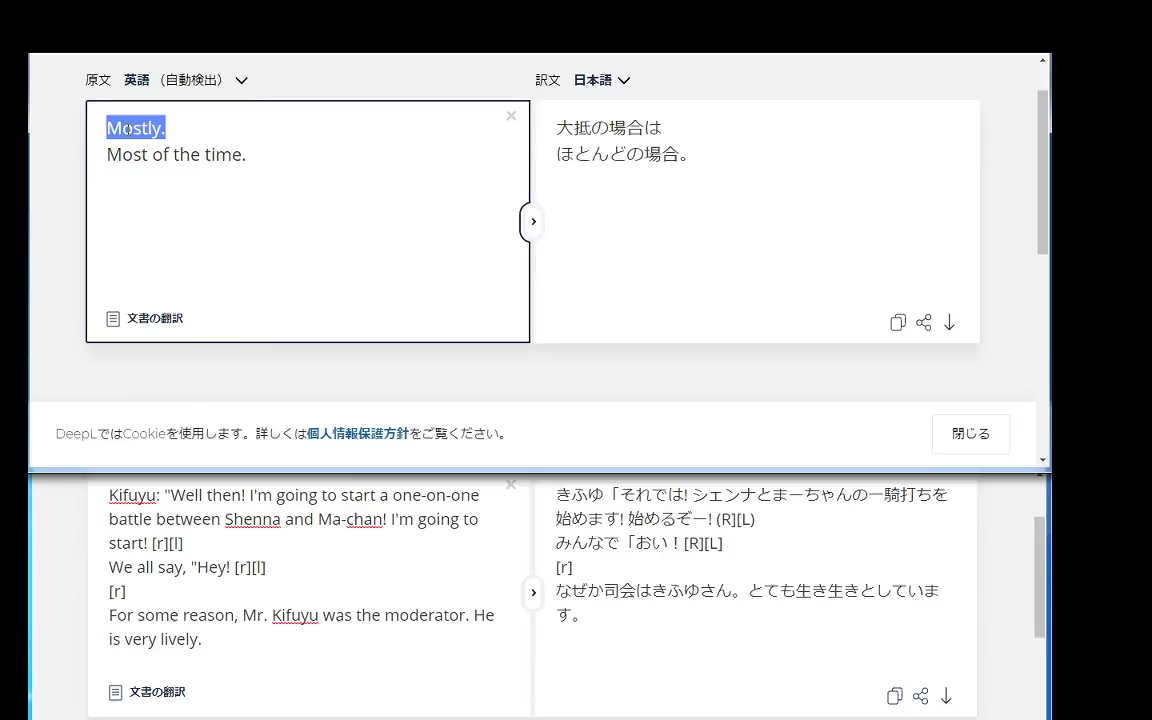 原文 英語 （自動検出）
訳文 日本語
Mostly.
Most of the time.
大抵の場合は
ほとんどの場合。
文書の翻訳
DeepLではCookieを使用します。詳しくは個人情報保護方針をご覧ください。
閉じる
Kifuyu: "Well then! I'm going to start a one-on-one
battle between Shenna and Ma-chan! I'm going to
start! [r][l]
We all say, "Hey! [r][l]
[r]
For some reason, Mr. Kifuyu was the moderator. He
is very lively.
きふゆ「それでは! シェンナとまーちゃんの一騎打ちを
始めます! 始めるぞー! (R][L)
みんなで「おい！[R][L]
[r]
なぜか司会はきふゆさん。とても生き生きとしていま
す。
文書の翻訳